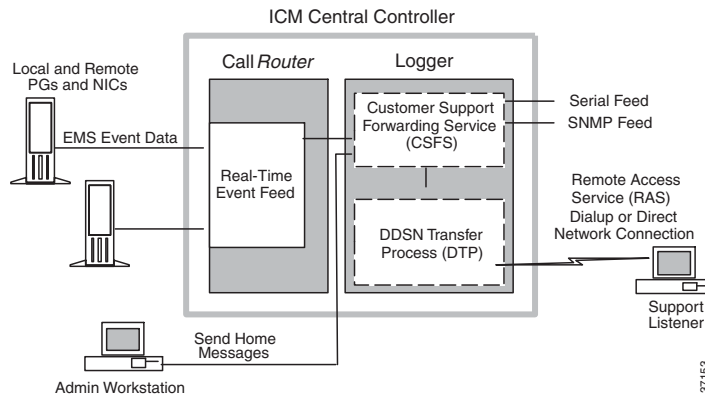 ICM Central Controller
Call Router
Logger
Local and Remote
PGs and NICs
EMS Event Data
Real-Time
Event Feed
Customer Support
Forwarding Service
(CSFS)
Serial Feed
SNMP Feed
DDSN Transfer
Process (DTP)
Remote Access
Service (RAS)
Dialup or Direct
Network Connection
Support
Listener
Send Home
Messages
Admin Workstation
37153